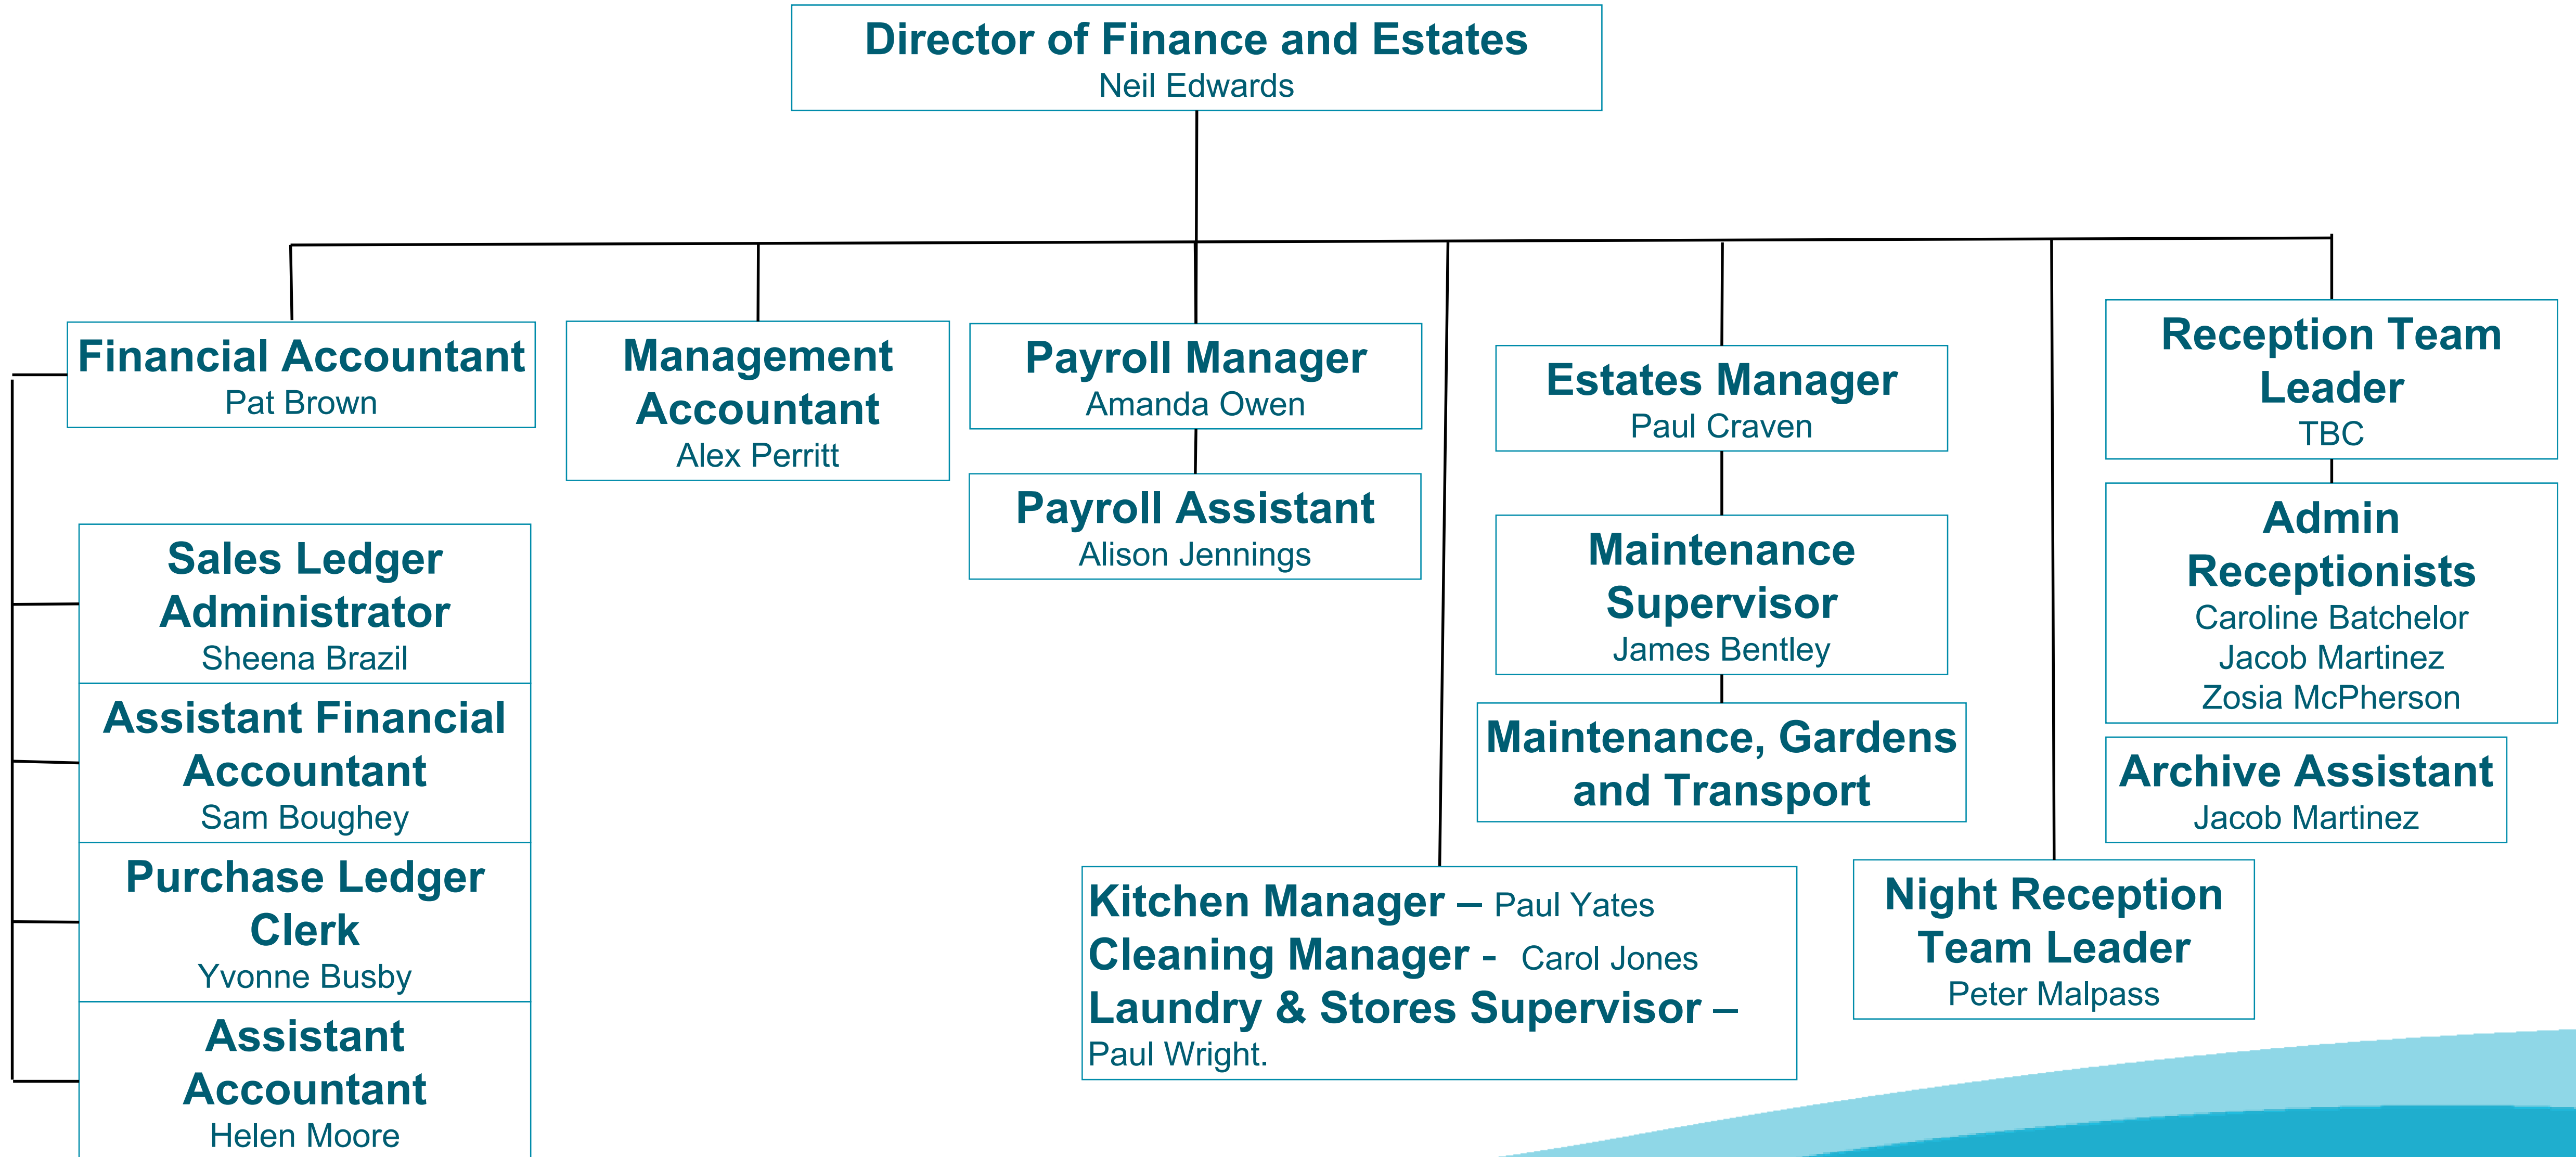 Director of Finance and Estates
Neil Edwards
Financial Accountant
Pat Brown
Management
Accountant
Alex Perritt
Payroll Manager
Amanda Owen
Payroll Assistant
Alison Jennings
Estates Manager
Paul Craven
Maintenance
Supervisor
James Bentley
Maintenance, Gardens
and Transport
Reception Team
Leader
TBC
Admin
Receptionists
Caroline Batchelor
Jacob Martinez
Zosia McPherson
Archive Assistant
Jacob Martinez
Sales Ledger
Administrator
Sheena Brazil
Assistant Financial
Accountant
Sam Boughey
Purchase Ledger
Clerk
Yvonne Busby
Assistant
Accountant
Helen Moore
Kitchen Manager – Paul Yates
Cleaning Manager - Carol Jones
Laundry & Stores Supervisor –
Paul Wright.
Night Reception
Team Leader
Peter Malpass